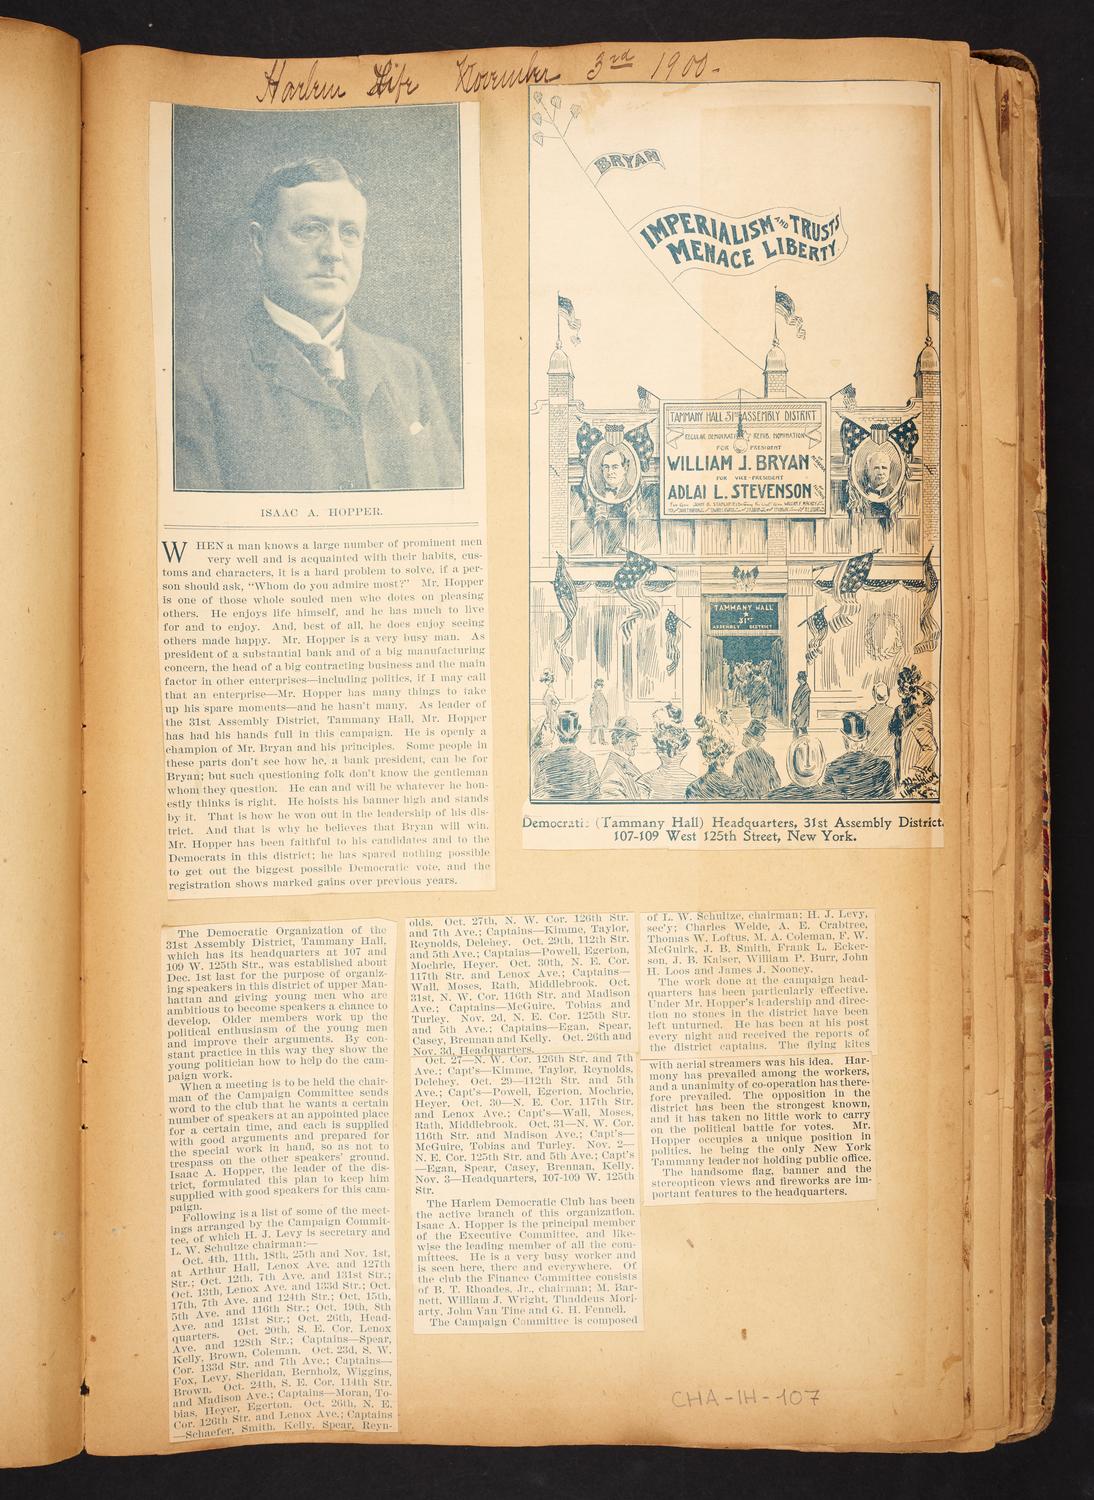 Harlem Life November 3rd 1900-
ISAAC A. HOPPER.
WHEN a man knows a large number of prominent men
very well and is acquainted with their habits, cus-
toms and characters, it is a hard problem to solve, if a per-
son should ask, "Whom do you admire most?" Mr. Hopper
is one of those whole souled men who dotes on pleasing
others. He enjoys life himself, and he has much to live
for and to enjoy. And, best of all, he does enjoy seeing
others made happy. Mr. Hopper is a very busy man. As
president of a substantial bank and of a big manufacturing
concern, the head of a big contracting business and the main
factor in other enterprises—including politics, if I may call
that an enterprise—Mr. Hopper has many things to take
up his spare moments—and he hasn't many. As leader of
the 31st Assembly District, Tammany Hall, Mr. Hopper
has had his hands full in this campaign. He is openly a
champion of Mr. Bryan and his principles. Some people in
these parts don't see how he, a bank president, can be for
Bryan; but such questioning folk don't know the gentleman
whom they question. He can and will be whatever he hon-
estly thinks is right. He hoists his banner high and stands
by it. That is how he won out in the leadership of his dis-
trict. And that is why he believes that Bryan will win.
Mr. Hopper has been faithful to his candidates and to the
Democrats in this district; he has spared nothing possible
to get out the biggest possible Democratic vote, and the
registration shows marked gains over previous years.
BRYAN
IMPERIALISM AND TRUSTS
MENACE LIBERTY
TAMMANY HALL 31ST ASSEMBLY DISTRICT
REGULAR DEMOCRATIC REPUB. NOMINATION
FOR PRESIDENT
WILLIAM J. BRYAN
FOR VICE-PRESIDENT
ADLAI L. STEVENSON
TAMMANY HALL
31ST
ASSEMBLY DISTRICT
Democratic (Tammany Hall) Headquarters, 31st Assembly District.
107-109 West 125th Street, New York.
The Democratic Organization of the
31st Assembly District, Tammany Hall,
which has its headquarters at 107 and
109 W. 125th Str., was established about
Dec. 1st last for the purpose of organiz-
ing speakers in this district of upper Man-
hattan and giving young men who are
ambitious to become speakers a chance to
develop. Older members work up the
political enthusiasm of the young men
and improve their arguments. By con-
stant practice in this way they show the
young politician how to help do the cam-
paign work.
When a meeting is to be held the chair-
man of the Campaign Committee sends
word to the club that he wants a certain
number of speakers at an appointed place
for a certain time, and each is supplied
with good arguments and prepared for
the special work in hand, so as not to
trespass on the other speakers' ground.
Isaac A. Hopper, the leader of the dis-
trict, formulated this plan to keep him
supplied with good speakers for this cam-
paign.
Following is a list of some of the meet-
ings arranged by the Campaign Commit-
tee, of which H. J. Levy is secretary and
L. W. Schultze chairman:—
Oct. 4th, 11th, 18th, 25th and Nov. 1st,
at Arthur Hall, Lenox Ave. and 127th
Str.; Oct. 12th, 7th Ave. and 131st Str.;
Oct. 13th, Lenox Ave. and 133d Str.; Oct.
17th, 7th Ave. and 124th Str.; Oct. 15th,
5th Ave. and 116th Str.; Oct. 19th, 8th
Ave. and 131st Str.; Oct. 26th, Head-
quarters. Oct. 20th, S. E. Cor. Lenox
Ave. and 128th Str.; Captains—Spear,
Kelly, Brown, Coleman. Oct. 23d, S. W.
Cor. 133d Str. and 7th Ave.; Captains—
Fox, Levy, Sheridan, Bernholz, Wiggins,
Brown. Oct. 24th, S. E. Cor. 114th Str.
and Madison Ave.; Captains—Moran, To-
bias, Heyer, Egerton. Oct. 26th, N. E.
Cor. 126th Str. and Lenox Ave.; Captains
—Schaefer, Smith, Kelly, Spear, Reyn-
olds. Oct. 27th, N. W. Cor. 126th Str.
and 7th Ave.; Captains—Kimme, Taylor,
Reynolds, Delehey. Oct. 29th, 112th Str.
and 5th Ave.; Captains—Powell, Egerton,
Mochrie, Heyer. Oct. 30th, N. E. Cor.
117th Str. and Lenox Ave.; Captains—
Wall, Moses, Rath, Middlebrook. Oct.
31st, N. W. Cor. 116th Str. and Madison
Ave.; Captains—McGuire, Tobias and
Turley. Nov. 2d, N. E. Cor. 125th Str.
and 5th Ave.; Captains—Egan, Spear,
Casey, Brennan and Kelly. Oct. 26th and
Nov. 3d, Headquarters.
Oct. 27—N. W. Cor. 126th Str. and 7th
Ave.; Capt's—Kimme, Taylor, Reynolds,
Delehey. Oct. 29—112th Str. and 5th
Ave.; Capt's—Powell, Egerton, Mochrie,
Heyer. Oct. 30—N. E. Cor. 117th Str.
and Lenox Ave.; Capt's—Wall, Moses,
Rath, Middlebrook. Oct. 31—N. W. Cor.
116th Str. and Madison Ave.; Capt's—
McGuire, Tobias and Turley. Nov. 2—
N. E. Cor. 125th Str. and 5th Ave.; Capt's
—Egan, Spear, Casey, Brennan, Kelly.
Nov. 3—Headquarters, 107-109 W. 125th
Str.
The Harlem Democratic Club has been
the active branch of this organization.
Isaac A. Hopper is the principal member
of the Executive Committee, and like-
wise the leading member of all the com-
mittees. He is a very busy worker and
is seen here, there and everywhere. Of
the club the Finance Committee consists
of B. T. Rhoades, Jr., chairman; M. Bar-
nett, William J. Wright, Thaddeus Mori-
arty, John Van Tine and G. H. Fennell.
The Campaign Committee is composed
of L. W. Schultze, chairman; H. J. Levy,
sec'y; Charles Welde, A. E. Crabtree,
Thomas W. Loftus, M. A. Coleman, F. W.
McGuirk, J. B. Smith, Frank L. Ecker-
son, J. B. Kaiser, William P. Burr, John
H. Loos and James J. Nooney.
The work done at the campaign head-
quarters has been particularly effective.
Under Mr. Hopper's leadership and direc-
tion no stones in the district have been
left unturned. He has been at his post
every night and received the reports of
the district captains. The flying kites
with aerial streamers was his idea. Har-
mony has prevailed among the workers,
and a unanimity of co-operation has there-
fore prevailed. The opposition in the
district has been the strongest known,
and it has taken no little work to carry
on the political battle for votes. Mr.
Hopper occupies a unique position in
politics, he being the only New York
Tammany leader not holding public office.
The handsome flag, banner and the
stereopticon views and fireworks are im-
portant features to the headquarters.
CHA-IH-107